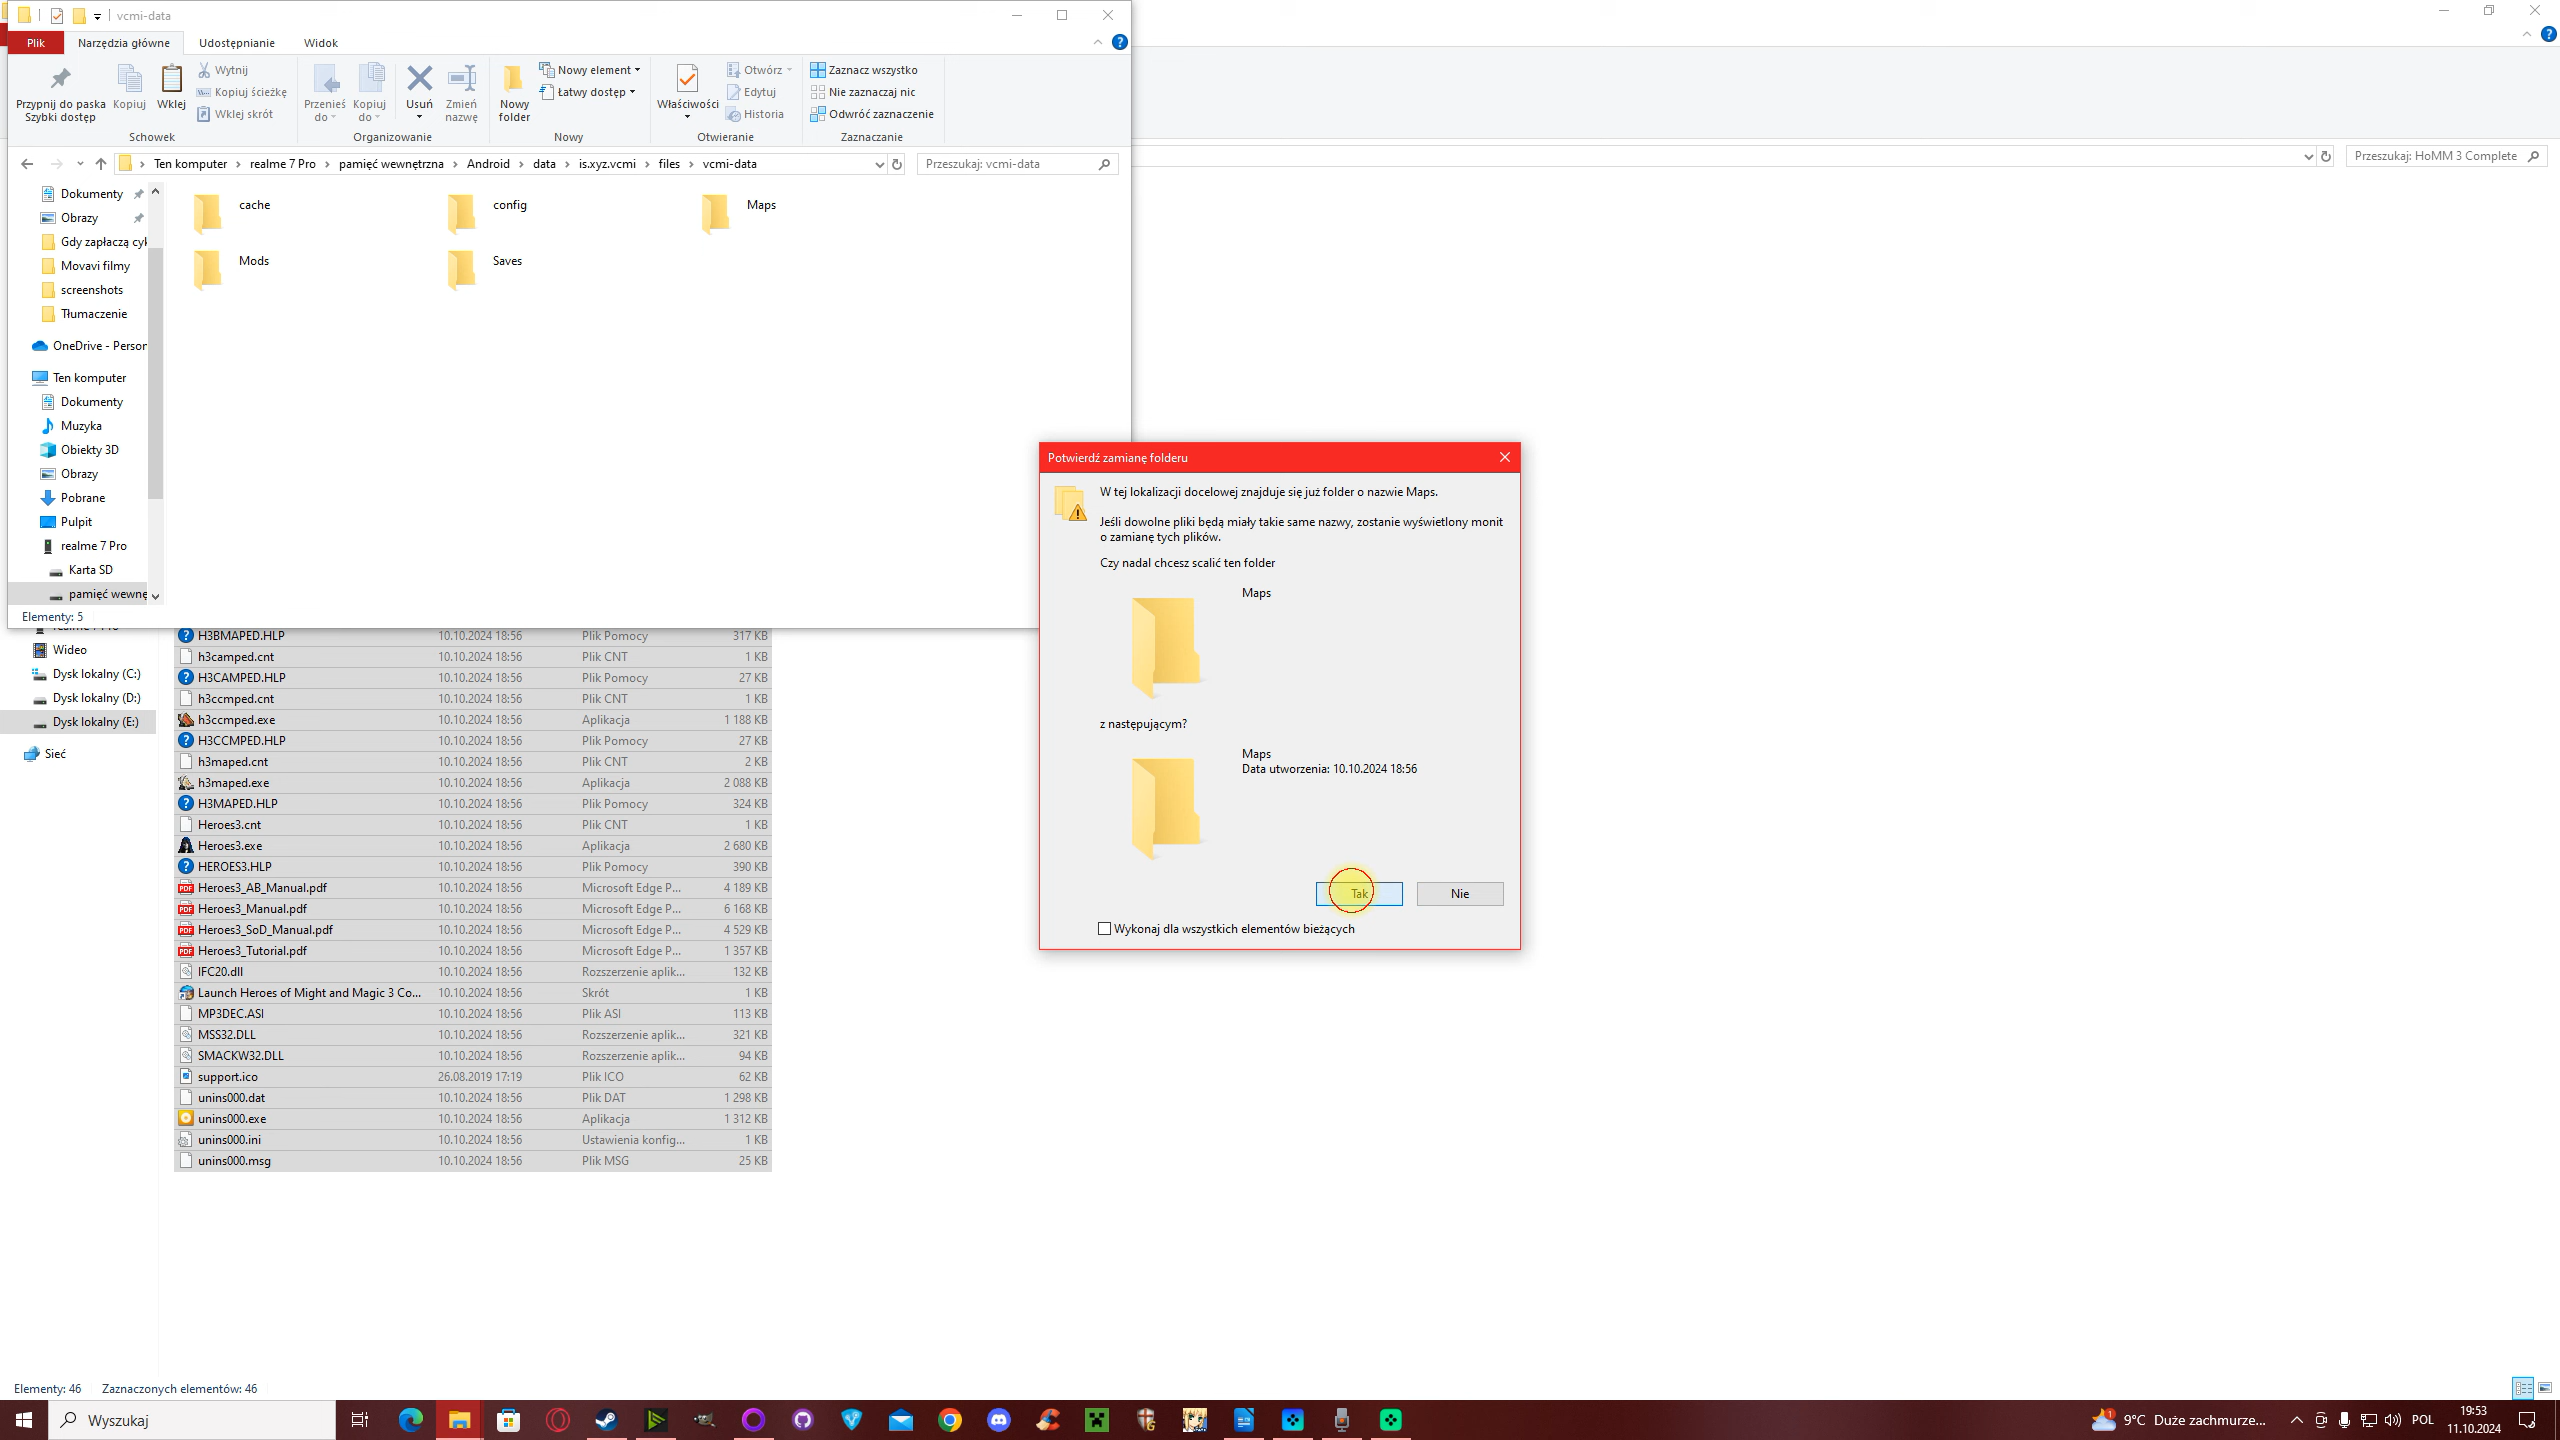 vcmi-data
Plik Narzędzia główne Udostępnianie Widok
Przypnij do paska Szybki dostęp
Kopiuj
Wklej
Wytnij
Kopiuj ścieżkę
Wklej skrót
Schowek
Przenieś do
Kopiuj do
Usuń
Zmień nazwę
Organizowanie
Nowy folder
Nowy element
Łatwy dostęp
Nowy
Właściwości
Otwórz
Edytuj
Historia
Otwieranie
Zaznacz wszystko
Nie zaznaczaj nic
Odwróć zaznaczenie
Zaznaczanie
Ten komputer realme 7 Pro pamięć wewnętrzna Android data is.xyz.vcmi files vcmi-data
Przeszukaj: vcmi-data
Przeszukaj: HoMM 3 Complete
Dokumenty
Obrazy
Gdy zapłaczą cyk
Movavi filmy
screenshots
Tłumaczenie
OneDrive - Person
Ten komputer
Dokumenty
Muzyka
Obiekty 3D
Obrazy
Pobrane
Pulpit
realme 7 Pro
Karta SD
pamięć wewnę
cache config Maps
Mods Saves
Elementy: 5
Wideo
Dysk lokalny (C:)
Dysk lokalny (D:)
Dysk lokalny (E:)
Sieć
H3BMAPED.HLP 10.10.2024 18:56 Plik Pomocy 317 KB
h3camped.cnt 10.10.2024 18:56 Plik CNT 1 KB
H3CAMPED.HLP 10.10.2024 18:56 Plik Pomocy 27 KB
h3ccmped.cnt 10.10.2024 18:56 Plik CNT 1 KB
h3ccmped.exe 10.10.2024 18:56 Aplikacja 1 188 KB
H3CCMPED.HLP 10.10.2024 18:56 Plik Pomocy 27 KB
h3maped.cnt 10.10.2024 18:56 Plik CNT 2 KB
h3maped.exe 10.10.2024 18:56 Aplikacja 2 088 KB
H3MAPED.HLP 10.10.2024 18:56 Plik Pomocy 324 KB
Heroes3.cnt 10.10.2024 18:56 Plik CNT 1 KB
Heroes3.exe 10.10.2024 18:56 Aplikacja 2 680 KB
HEROES3.HLP 10.10.2024 18:56 Plik Pomocy 390 KB
Heroes3_AB_Manual.pdf 10.10.2024 18:56 Microsoft Edge P... 4 189 KB
Heroes3_Manual.pdf 10.10.2024 18:56 Microsoft Edge P... 6 168 KB
Heroes3_SoD_Manual.pdf 10.10.2024 18:56 Microsoft Edge P... 4 529 KB
Heroes3_Tutorial.pdf 10.10.2024 18:56 Microsoft Edge P... 1 357 KB
IFC20.dll 10.10.2024 18:56 Rozszerzenie aplik... 132 KB
Launch Heroes of Might and Magic 3 Co... 10.10.2024 18:56 Skrót 1 KB
MP3DEC.ASI 10.10.2024 18:56 Plik ASI 113 KB
MSS32.DLL 10.10.2024 18:56 Rozszerzenie aplik... 321 KB
SMACKW32.DLL 10.10.2024 18:56 Rozszerzenie aplik... 94 KB
support.ico 26.08.2019 17:19 Plik ICO 62 KB
unins000.dat 10.10.2024 18:56 Plik DAT 1 298 KB
unins000.exe 10.10.2024 18:56 Aplikacja 1 312 KB
unins000.ini 10.10.2024 18:56 Ustawienia konfig... 1 KB
unins000.msg 10.10.2024 18:56 Plik MSG 25 KB
Potwierdź zamianę folderu
W tej lokalizacji docelowej znajduje się już folder o nazwie Maps.
Jeśli dowolne pliki będą miały takie same nazwy, zostanie wyświetlony monit
o zamianę tych plików.
Czy nadal chcesz scalić ten folder
Maps
z następującym?
Maps
Data utworzenia: 10.10.2024 18:56
Tak Nie
Wykonaj dla wszystkich elementów bieżących
Elementy: 46 Zaznaczonych elementów: 46
Wyszukaj
9°C Duże zachmurze...
POL
19:53
11.10.2024